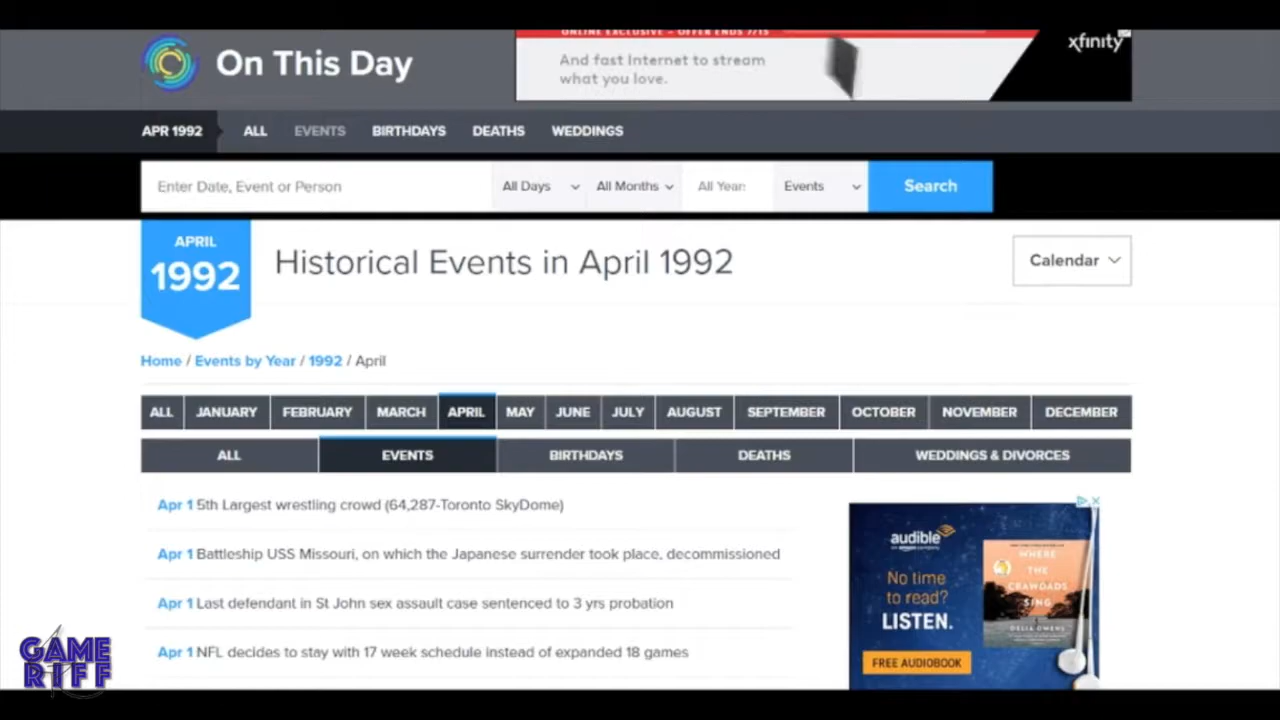 ONLINE EXCLUSIVE – OFFER ENDS 7/15
xfinity
On This Day
And fast Internet to stream
what you love.
APR 1992 ALL EVENTS BIRTHDAYS DEATHS WEDDINGS
Enter Date, Event or Person All Days All Months All Year: Events Search
APRIL
1992
Historical Events in April 1992
Calendar
Home / Events by Year / 1992 / April
ALL JANUARY FEBRUARY MARCH APRIL MAY JUNE JULY AUGUST SEPTEMBER OCTOBER NOVEMBER DECEMBER
ALL EVENTS BIRTHDAYS DEATHS WEDDINGS & DIVORCES
Apr 1 5th Largest wrestling crowd (64,287-Toronto SkyDome)
Apr 1 Battleship USS Missouri, on which the Japanese surrender took place, decommissioned
Apr 1 Last defendant in St John sex assault case sentenced to 3 yrs probation
Apr 1 NFL decides to stay with 17 week schedule instead of expanded 18 games
audible
No time
to read?
LISTEN.
FREE AUDIOBOOK
WHERE
THE
CRAWDADS
SING
DELIA OWENS
GAME
RIFF